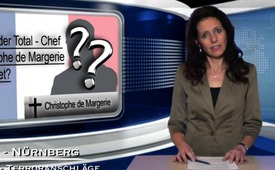 der Total - Chef
phe de Margerie
et?
??
Christophe de Margerie
- NÜRNBERG
TERRORANSCHLÄGE